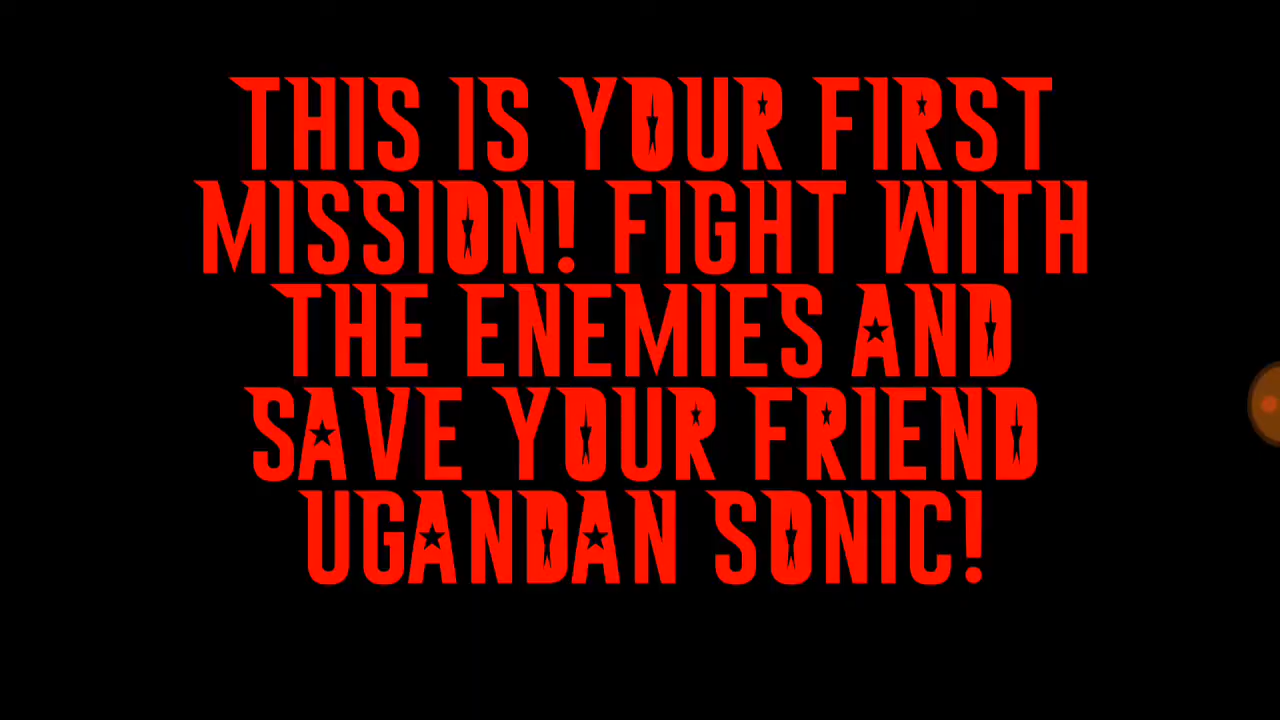 THIS IS YOUR FIRST
MISSION! FIGHT WITH
THE ENEMIES AND
SAVE YOUR FRIEND
UGANDAN SONIC!